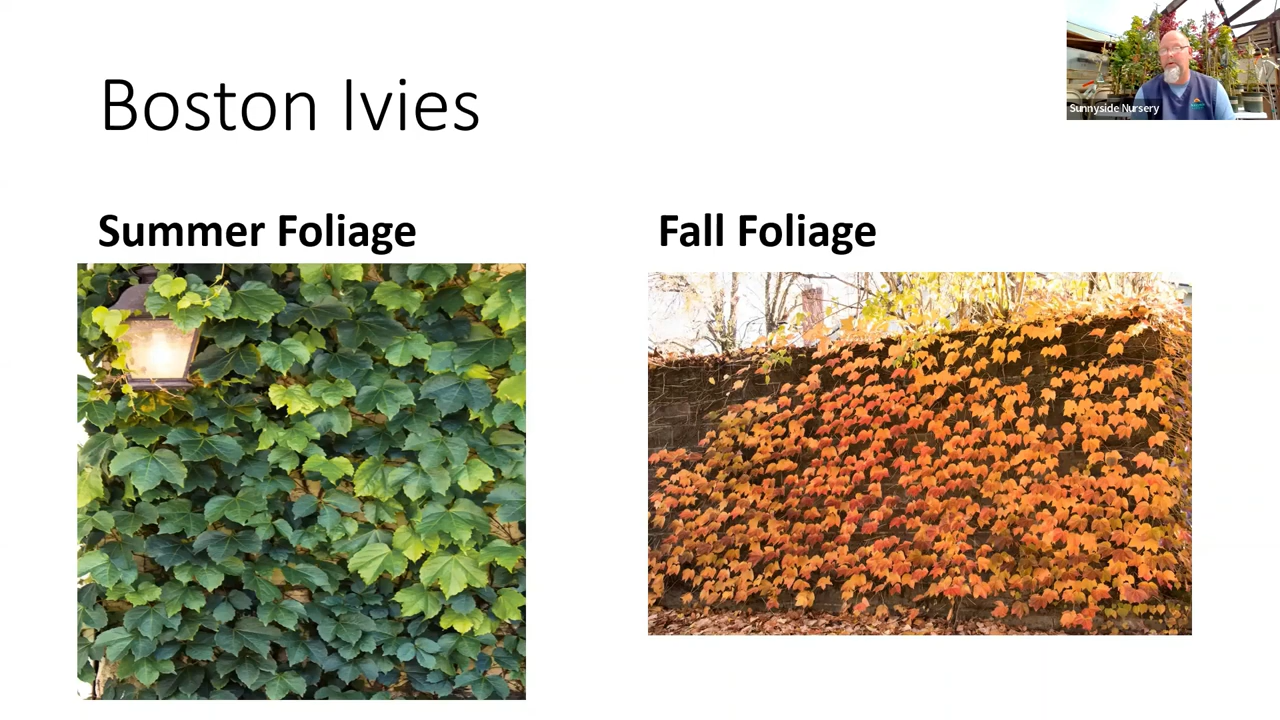 Boston Ivies
Sunnyside Nursery
Summer Foliage
Fall Foliage